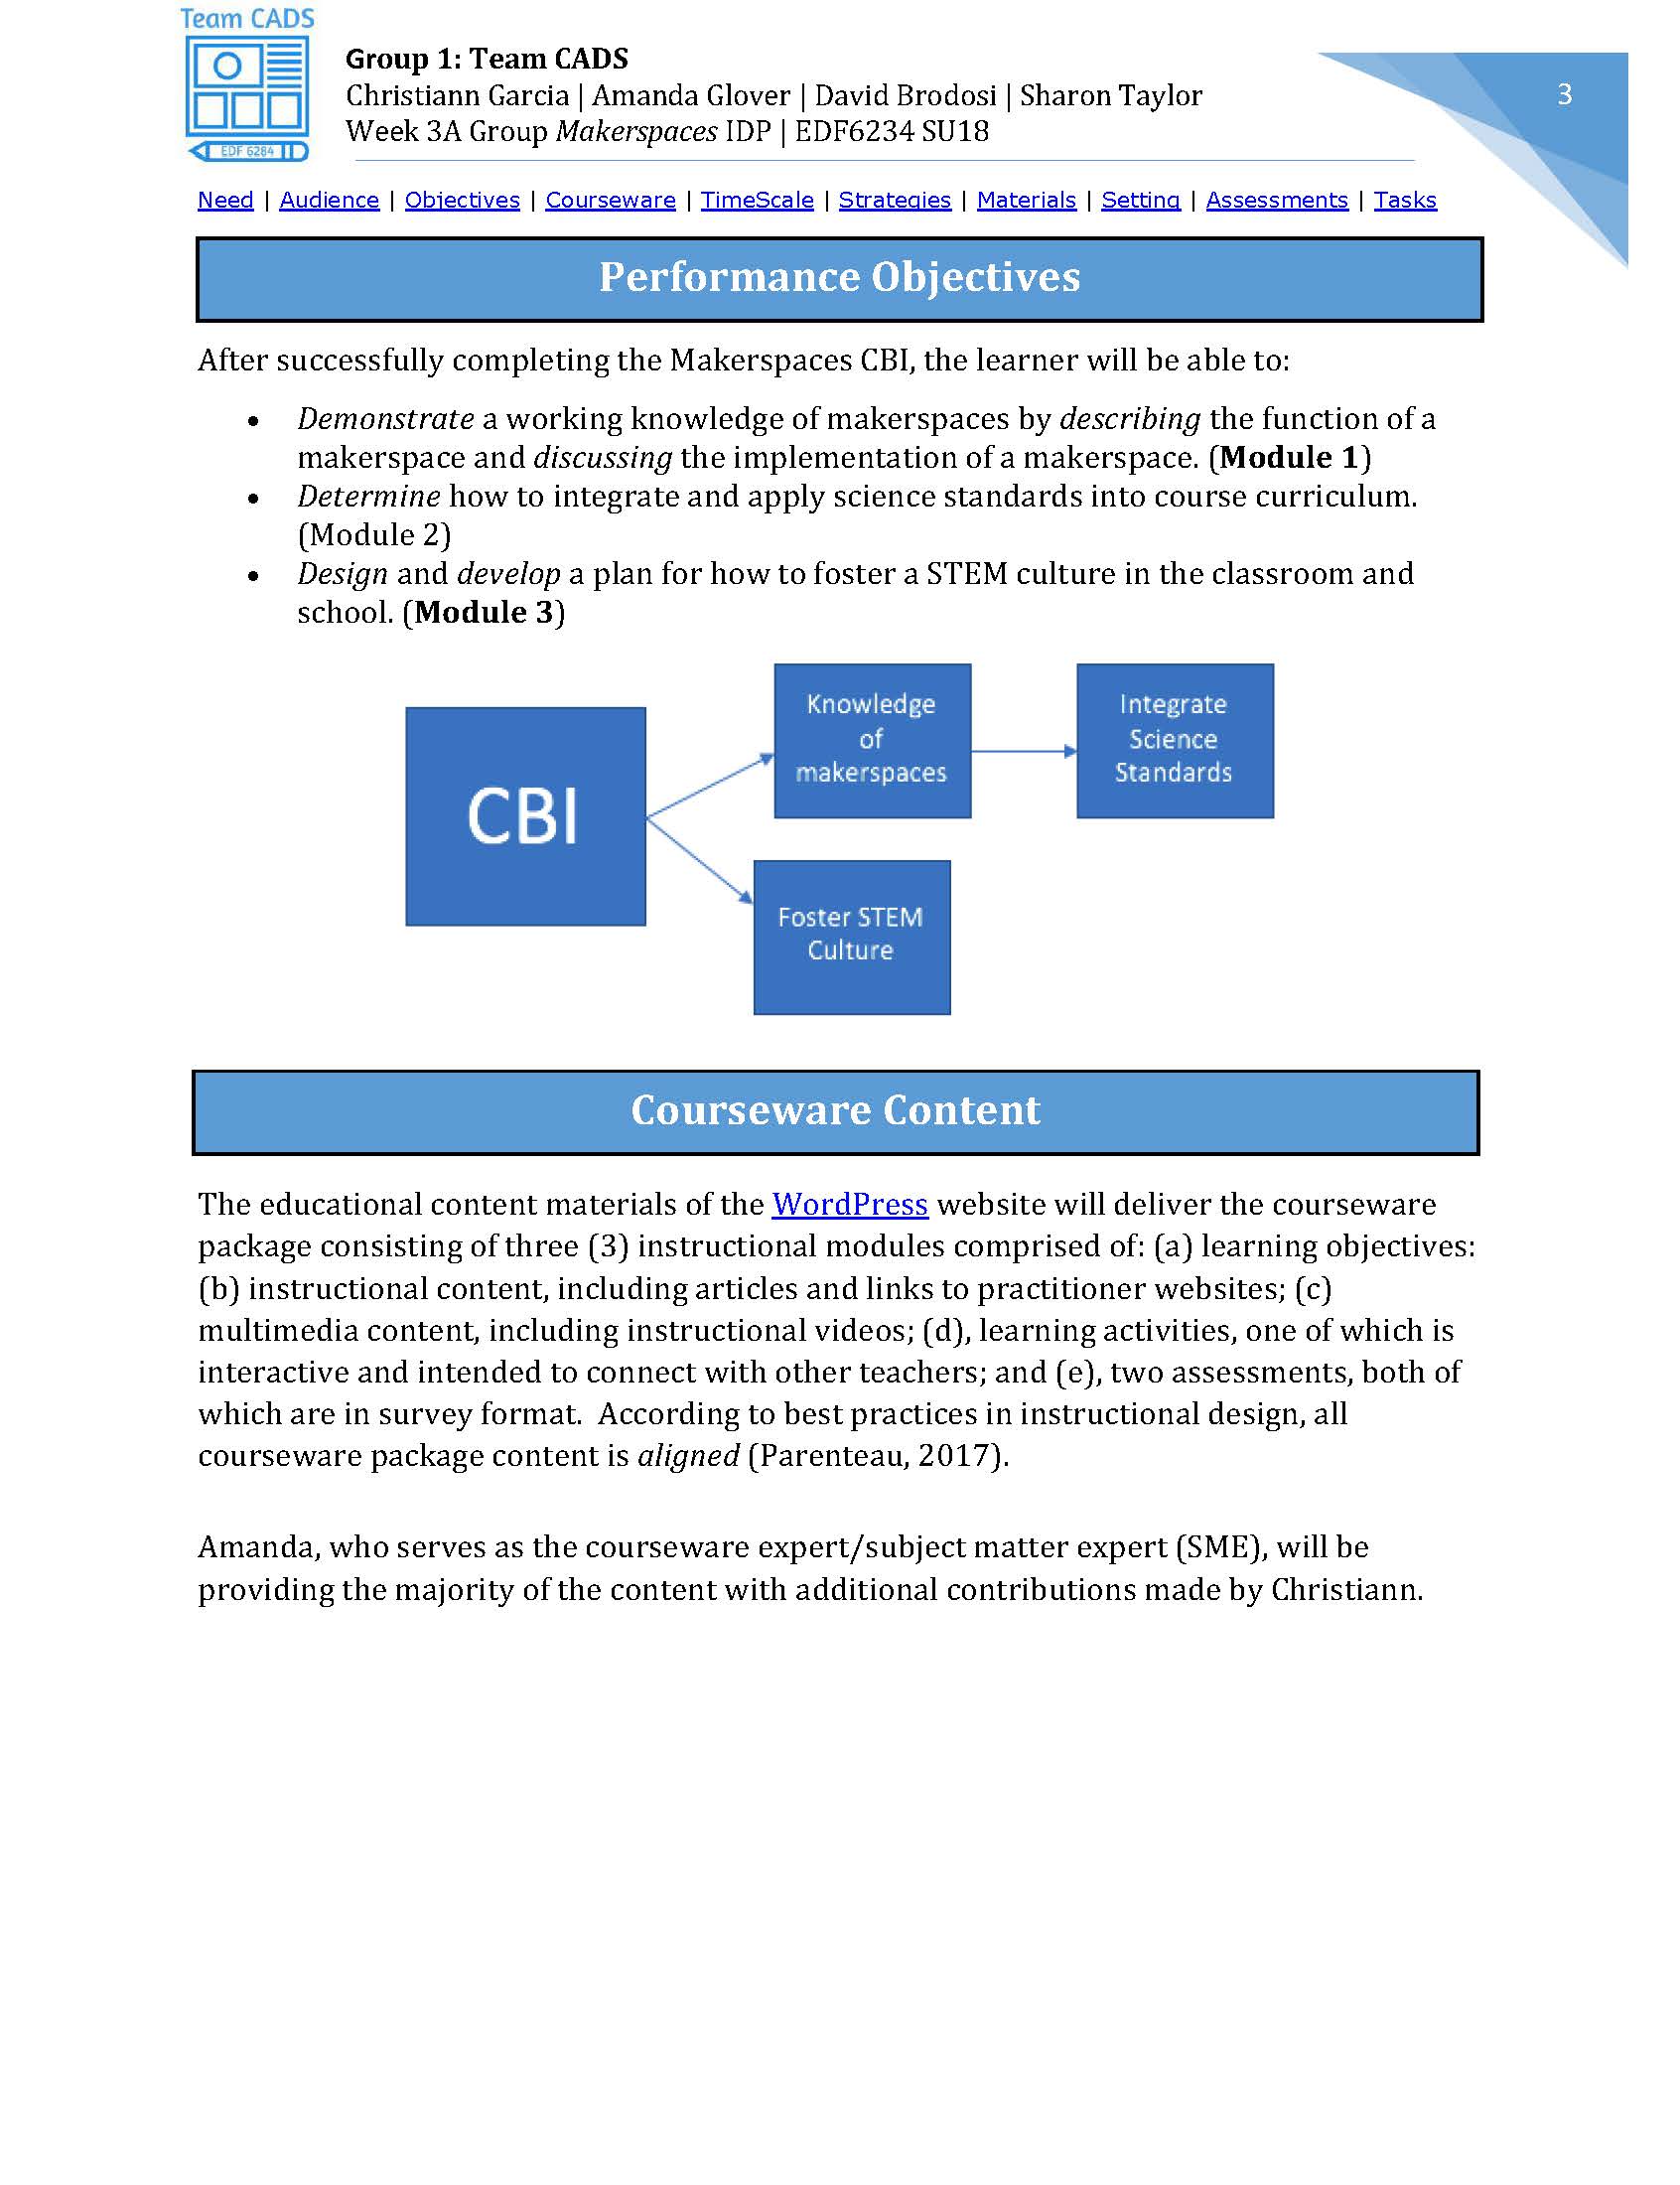 Team CADS
EDF 6284
Group 1: Team CADS
Christiann Garcia | Amanda Glover | David Brodosi | Sharon Taylor
Week 3A Group Makerspaces IDP | EDF6234 SU18
3
Need | Audience | Objectives | Courseware | TimeScale | Strategies | Materials | Setting | Assessments | Tasks
Performance Objectives
After successfully completing the Makerspaces CBI, the learner will be able to:
• Demonstrate a working knowledge of makerspaces by describing the function of a
makerspace and discussing the implementation of a makerspace. (Module 1)
• Determine how to integrate and apply science standards into course curriculum.
(Module 2)
• Design and develop a plan for how to foster a STEM culture in the classroom and
school. (Module 3)
CBI
Knowledge
of
makerspaces
Integrate
Science
Standards
Foster STEM
Culture
Courseware Content
The educational content materials of the WordPress website will deliver the courseware
package consisting of three (3) instructional modules comprised of: (a) learning objectives:
(b) instructional content, including articles and links to practitioner websites; (c)
multimedia content, including instructional videos; (d), learning activities, one of which is
interactive and intended to connect with other teachers; and (e), two assessments, both of
which are in survey format.  According to best practices in instructional design, all
courseware package content is aligned (Parenteau, 2017).
Amanda, who serves as the courseware expert/subject matter expert (SME), will be
providing the majority of the content with additional contributions made by Christiann.